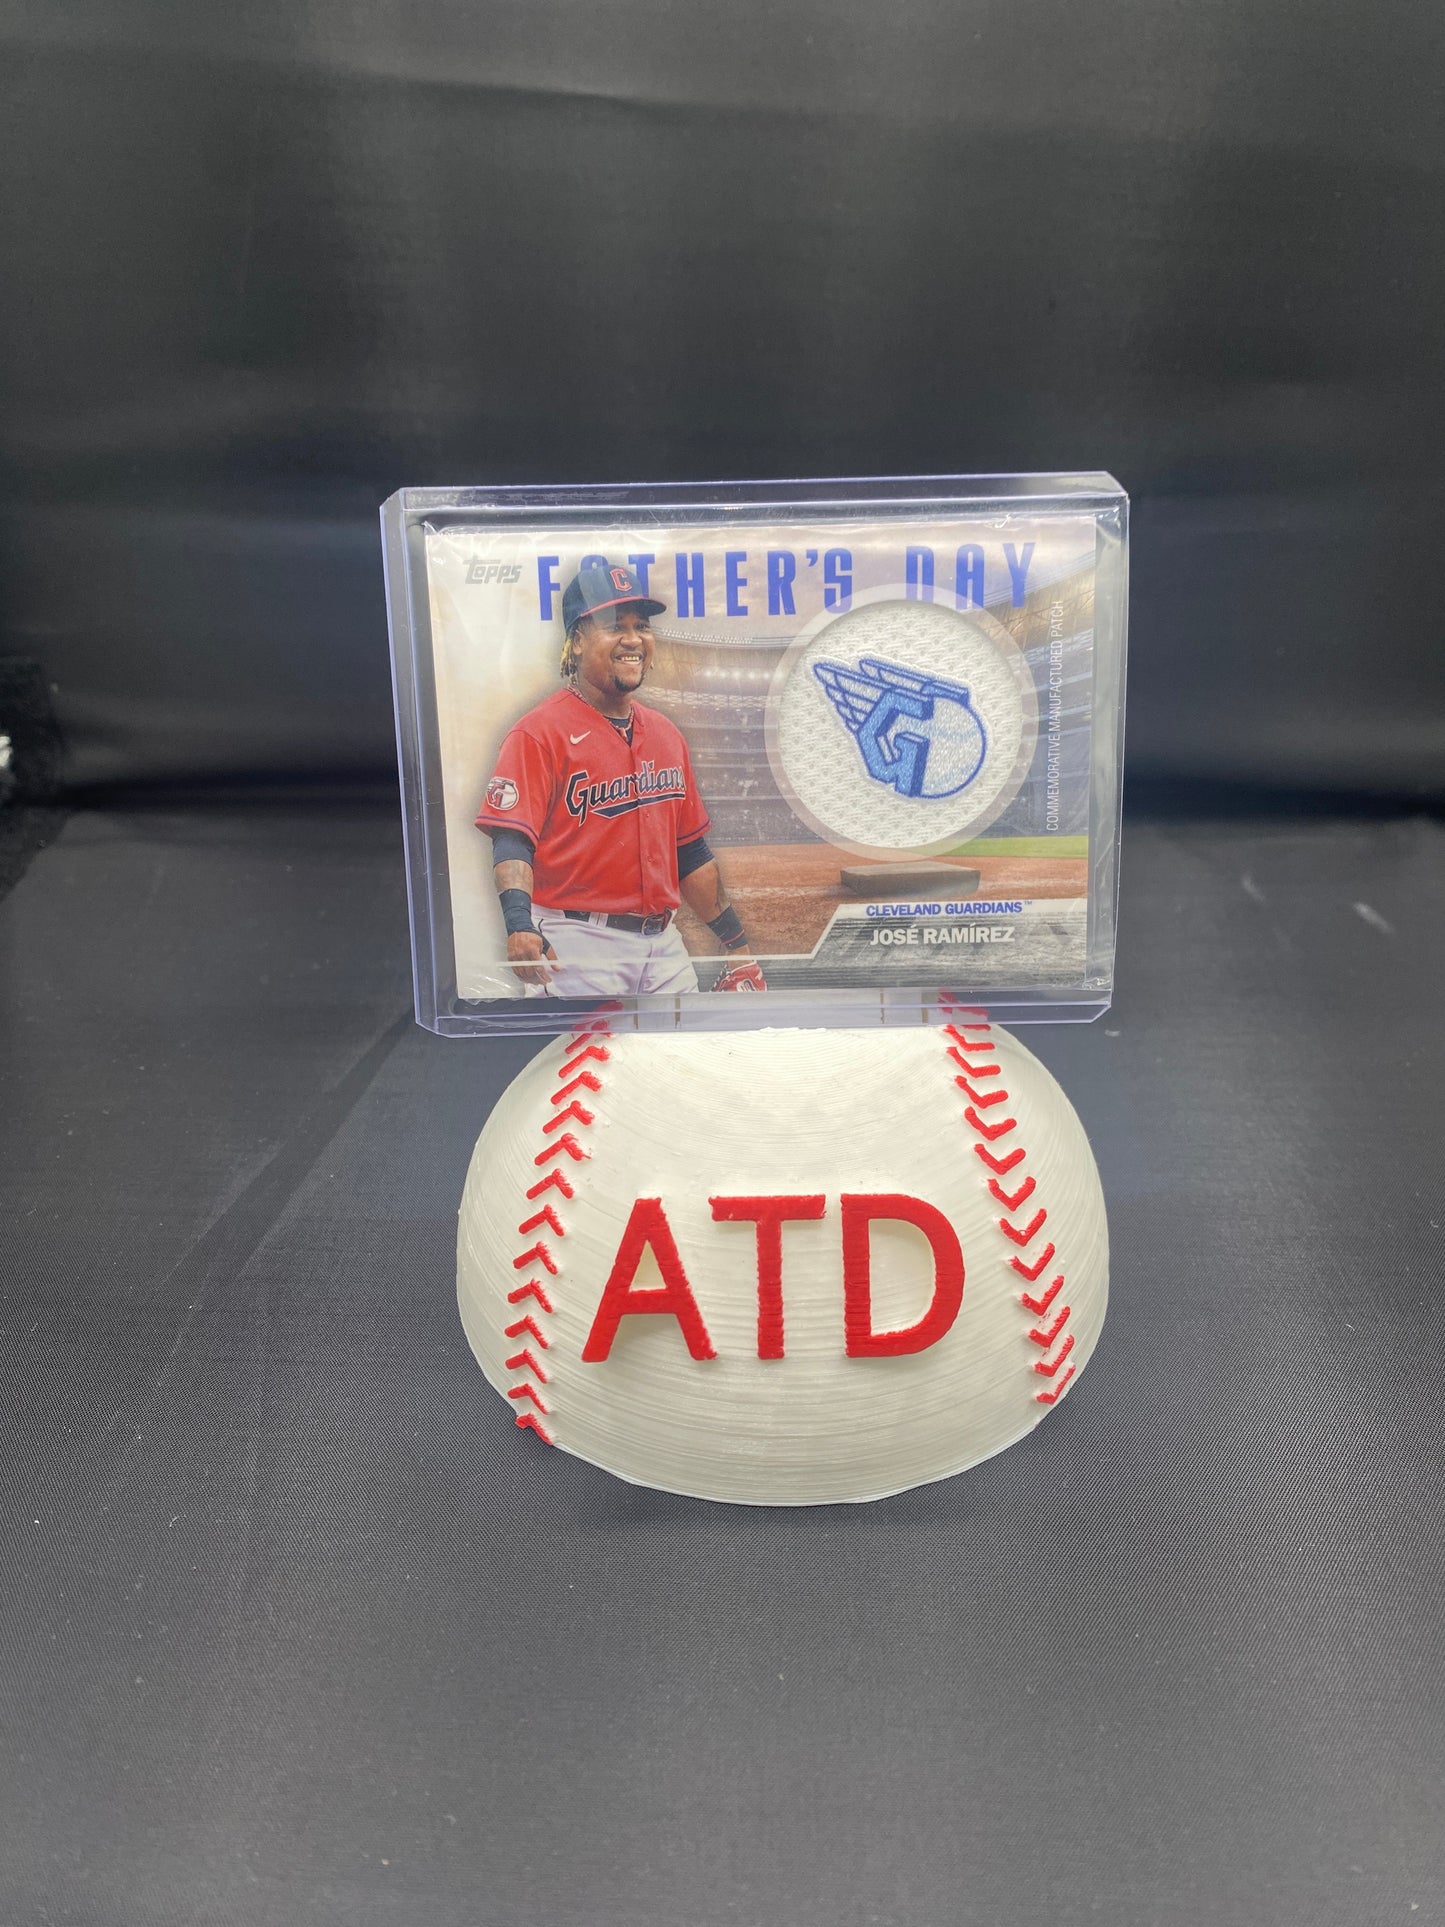 Topps
FATHER'S DAY
C
Guardians
G
COMMEMORATIVE MANUFACTURED PATCH
CLEVELAND GUARDIANS™
JOSÉ RAMÍREZ
ATD